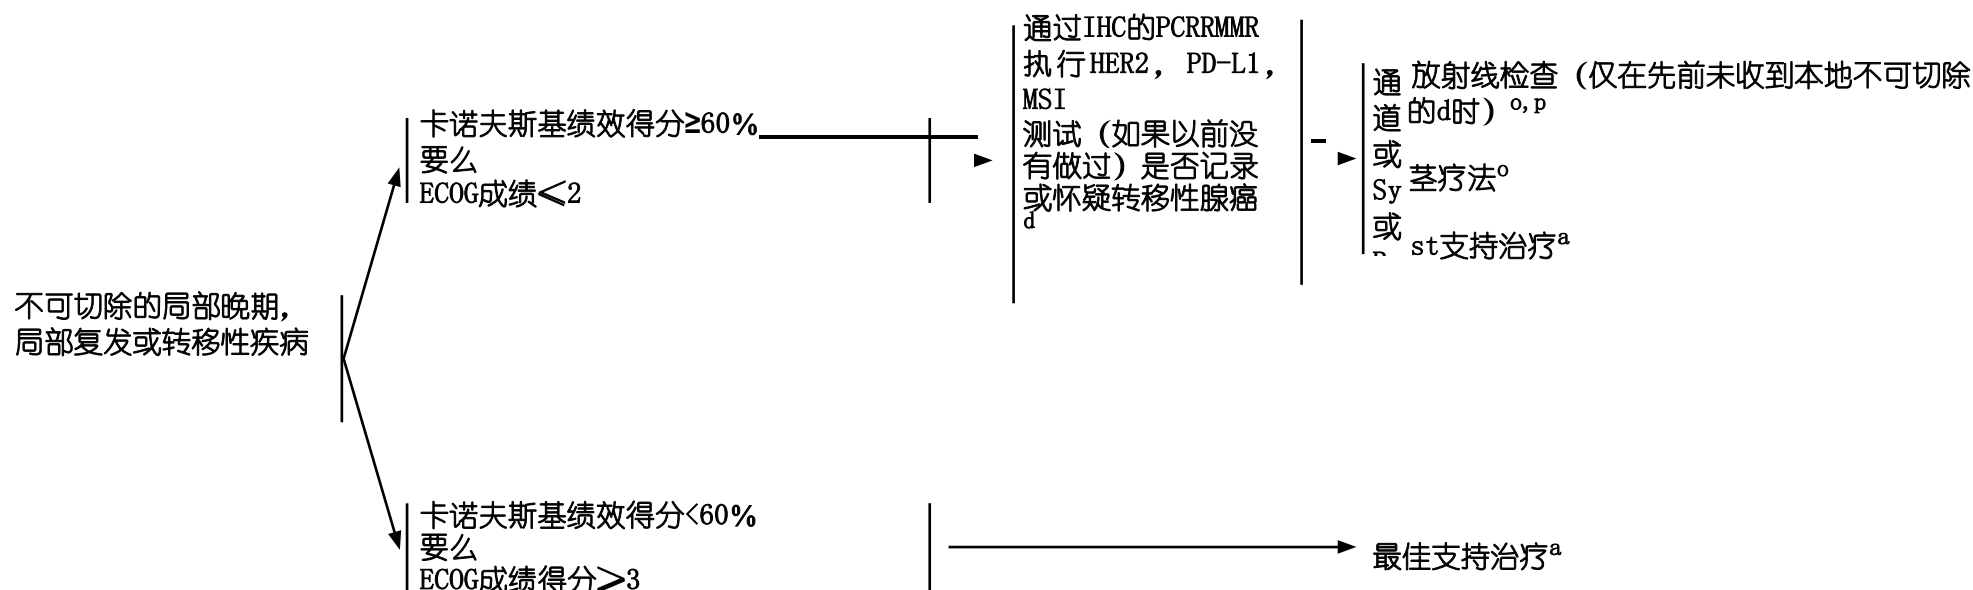 不可切除的局部晚期，
局部复发或转移性疾病
卡诺夫斯基绩效得分≥60%
要么
ECOG成绩≤2
通过IHC的PCRRMMR
执行HER2，PD-L1，
MSI
测试（如果以前没
有做过）是否记录
或怀疑转移性腺癌
d
通 放射线检查（仅在先前未收到本地不可切除
道 的d时）o,p
或
Sy 茎疗法o
或
st支持治疗a
卡诺夫斯基绩效得分<60%
要么
ECOG成绩得分≥3
最佳支持治疗a